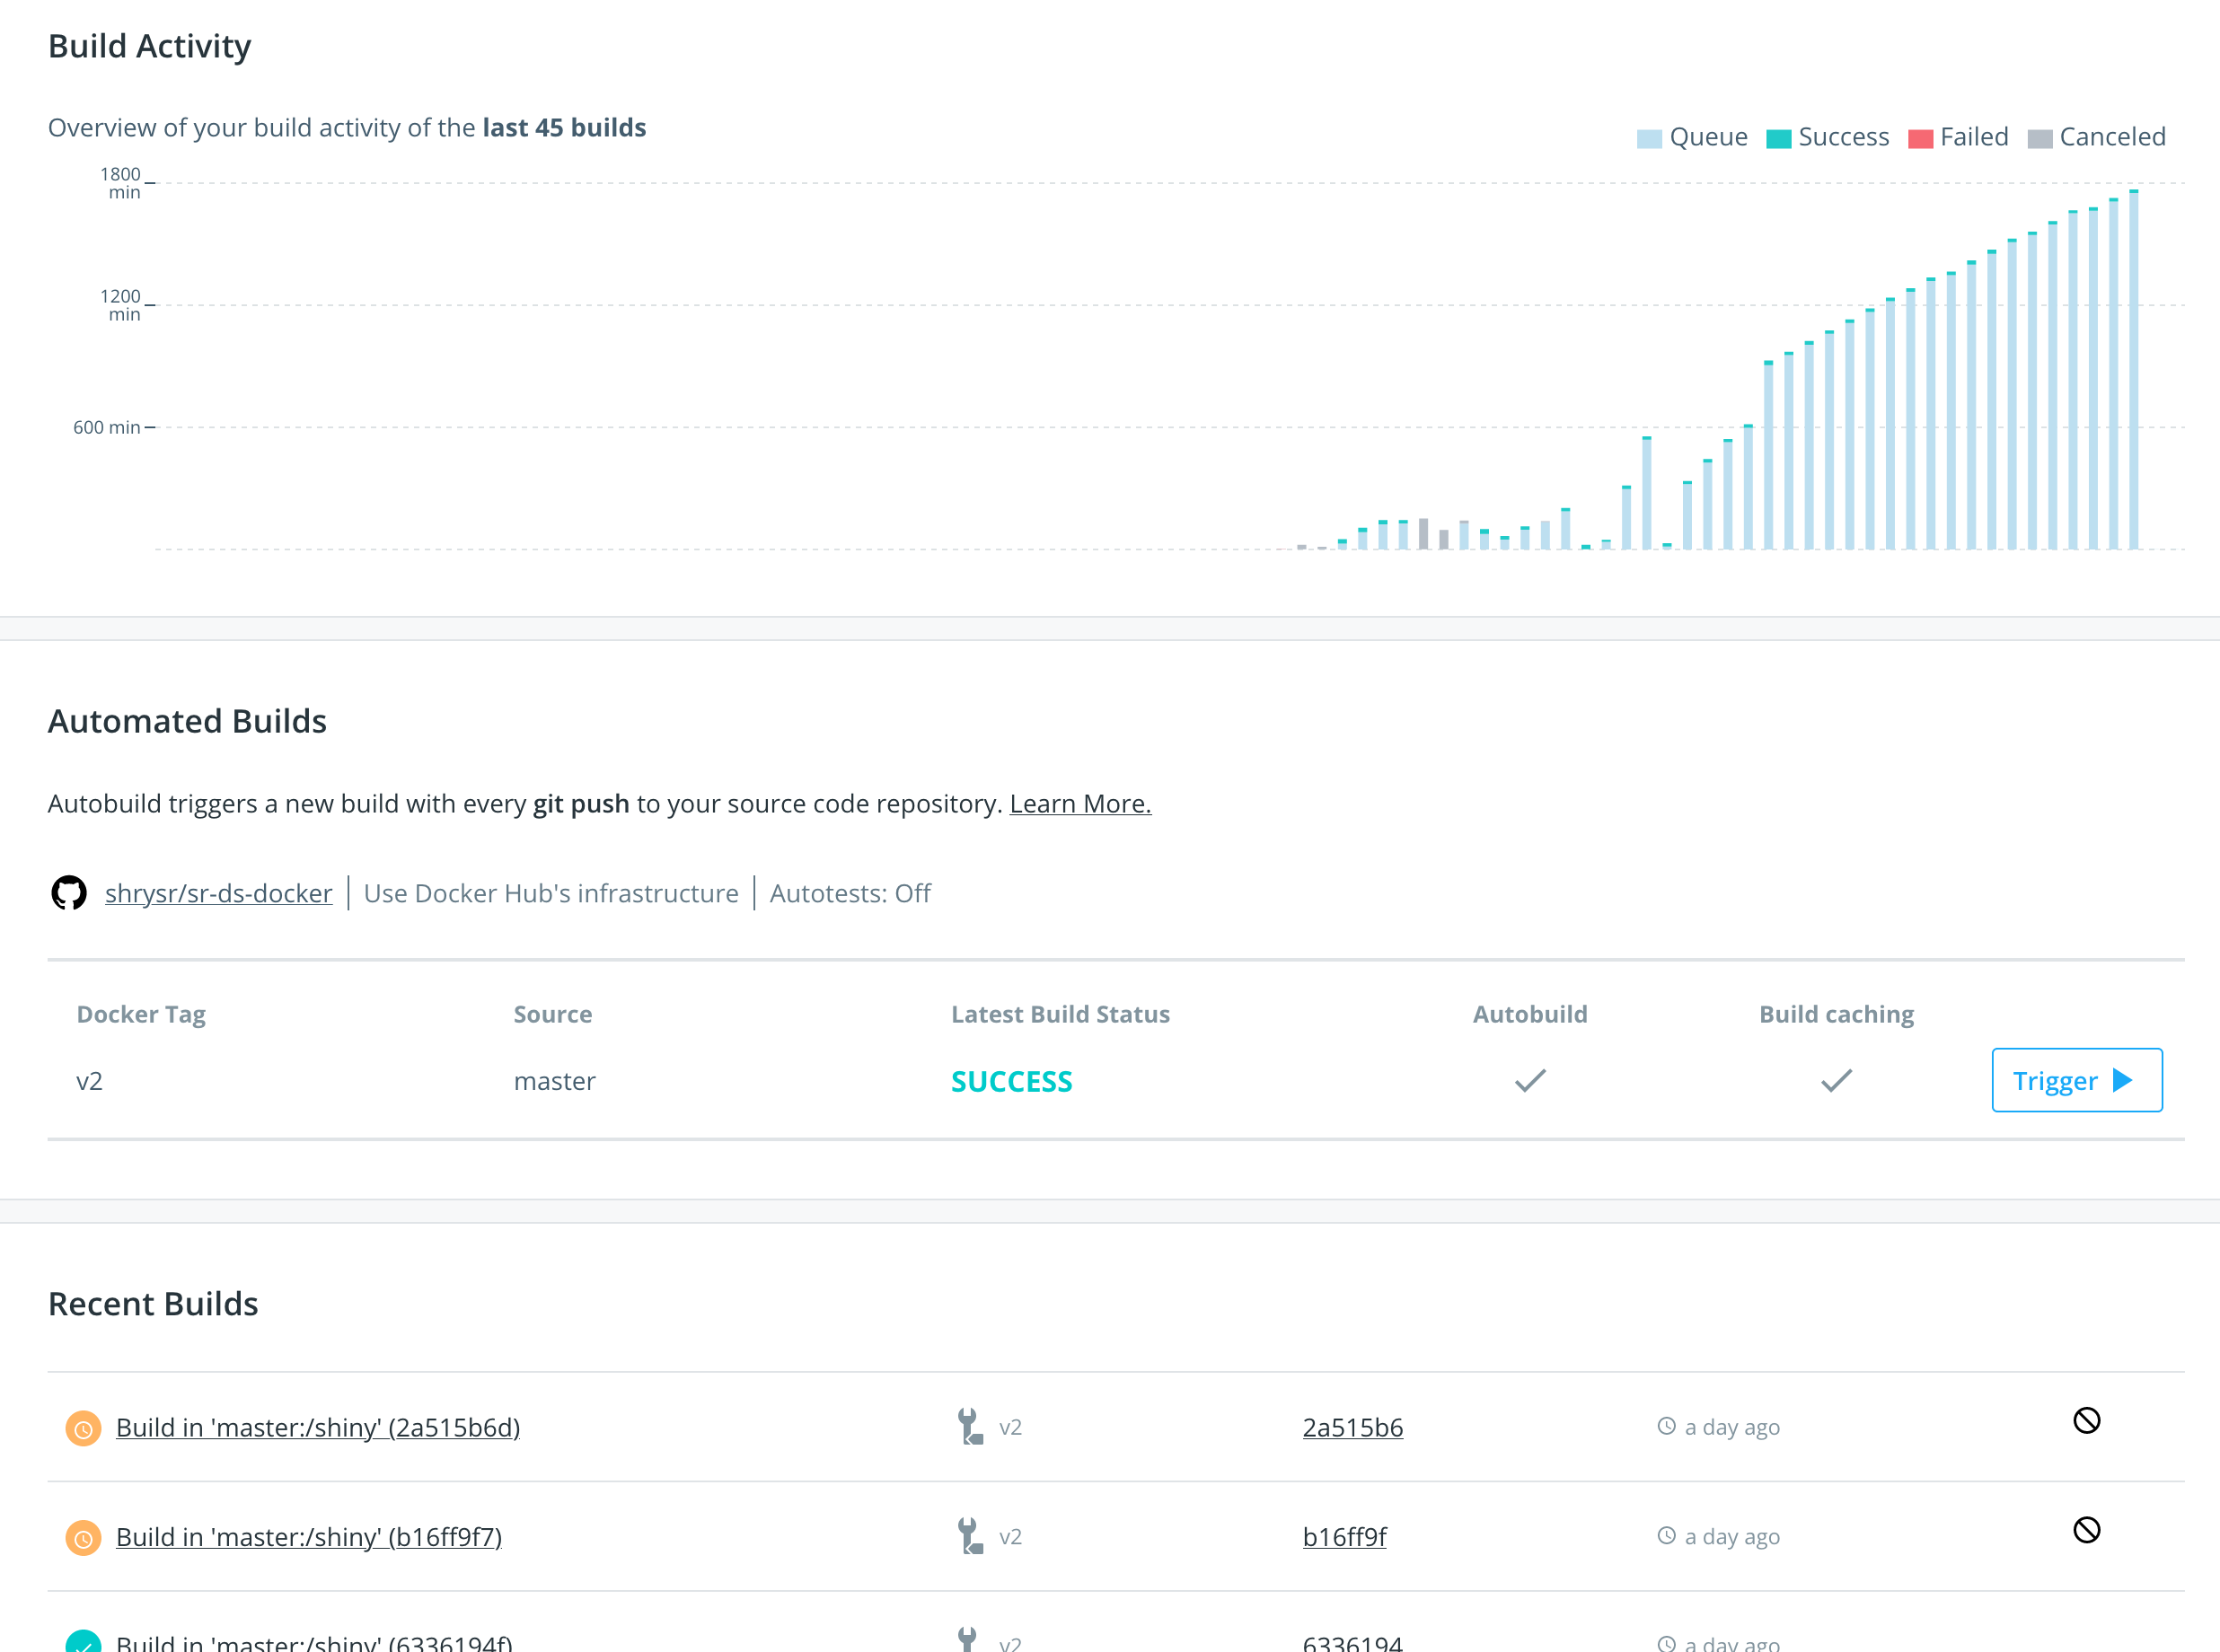 Build Activity
Overview of your build activity of the last 45 builds
Queue Success Failed Canceled
1800
min
1200
min
600 min
Automated Builds
Autobuild triggers a new build with every git push to your source code repository. Learn More.
shrysr/sr-ds-docker Use Docker Hub's infrastructure Autotests: Off
Docker Tag Source Latest Build Status Autobuild Build caching
v2 master SUCCESS Trigger
Recent Builds
Build in 'master:/shiny' (2a515b6d) v2 2a515b6 a day ago
Build in 'master:/shiny' (b16ff9f7) v2 b16ff9f a day ago
Build in 'master:/shiny' (6336194f) v2 6336194 a day ago